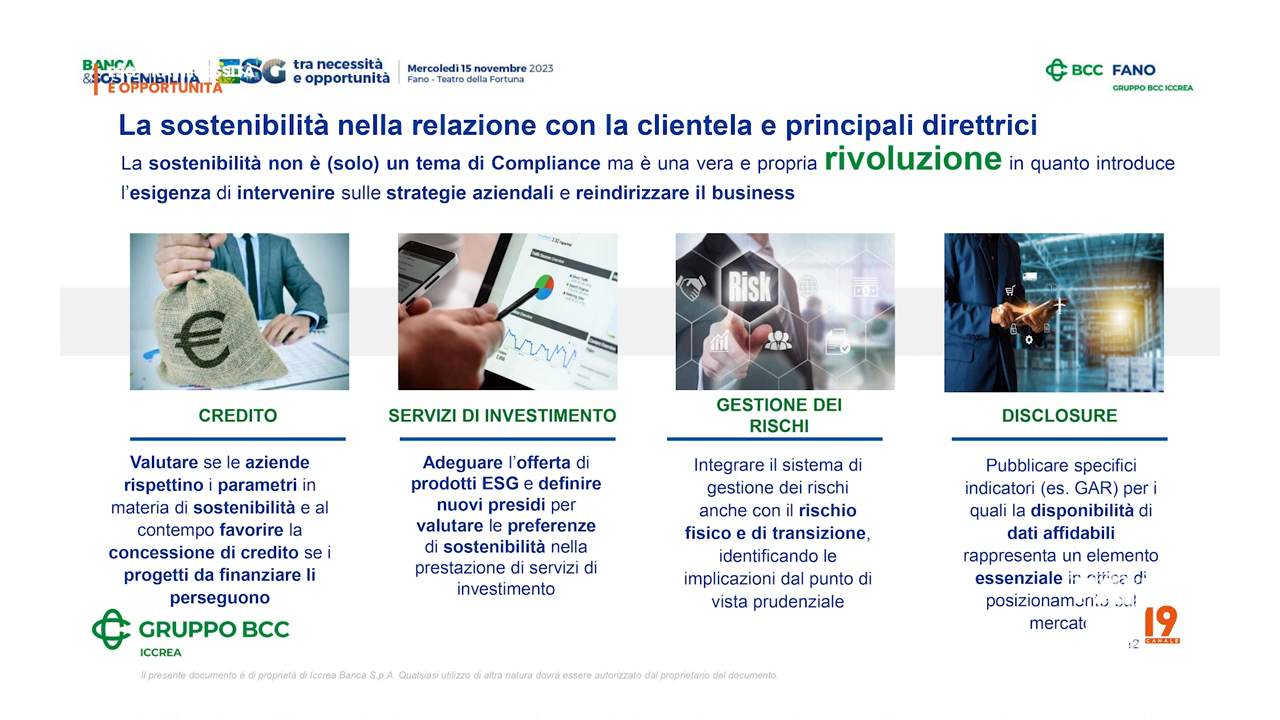 BANCA
&SOSTENIBILITÀ
E OPPORTUNITÀ
ESG tra necessità
e opportunità
Mercoledì 15 novembre 2023
Fano - Teatro della Fortuna
BCC FANO
GRUPPO BCC ICCREA
La sostenibilità nella relazione con la clientela e principali direttrici
La sostenibilità non è (solo) un tema di Compliance ma è una vera e propria rivoluzione in quanto introduce
l'esigenza di intervenire sulle strategie aziendali e reindirizzare il business
€
Risk
CREDITO
SERVIZI DI INVESTIMENTO
GESTIONE DEI
RISCHI
DISCLOSURE
Valutare se le aziende
rispettino i parametri in
materia di sostenibilità e al
contempo favorire la
concessione di credito se i
progetti da finanziare li
perseguono
Adeguare l'offerta di
prodotti ESG e definire
nuovi presidi per
valutare le preferenze
di sostenibilità nella
prestazione di servizi di
investimento
Integrare il sistema di
gestione dei rischi
anche con il rischio
fisico e di transizione,
identificando le
implicazioni dal punto di
vista prudenziale
Pubblicare specifici
indicatori (es. GAR) per i
quali la disponibilità di
dati affidabili
rappresenta un elemento
essenziale in ottica di
posizionamento sul
mercato
GRUPPO BCC
ICCREA
19
CANALE
12
Il presente documento è di proprietà di Iccrea Banca S.p.A. Qualsiasi utilizzo di altra natura dovrà essere autorizzato dal proprietario del documento.